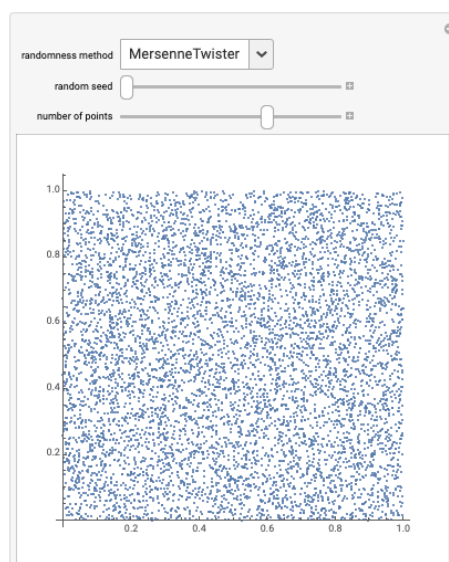 randomness method MersenneTwister
random seed
number of points
1.0
0.8
0.6
0.4
0.2
0.2 0.4 0.6 0.8 1.0